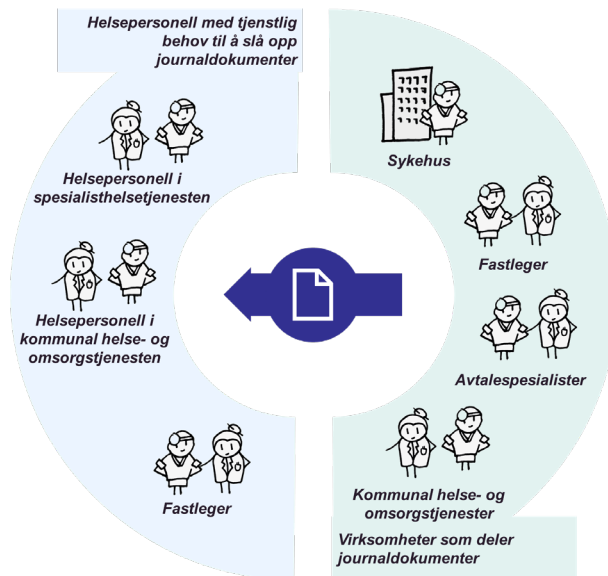 Helsepersonell med tjenstlig
behov til å slå opp
journaldokumenter
Helsepersonell i
spesialisthelsetjenesten
Helsepersonell i
kommunal helse- og
omsorgstjenesten
Fastleger
Sykehus
Fastleger
Avtalespesialister
Kommunal helse- og
omsorgstjenester
Virksomheter som deler
journaldokumenter